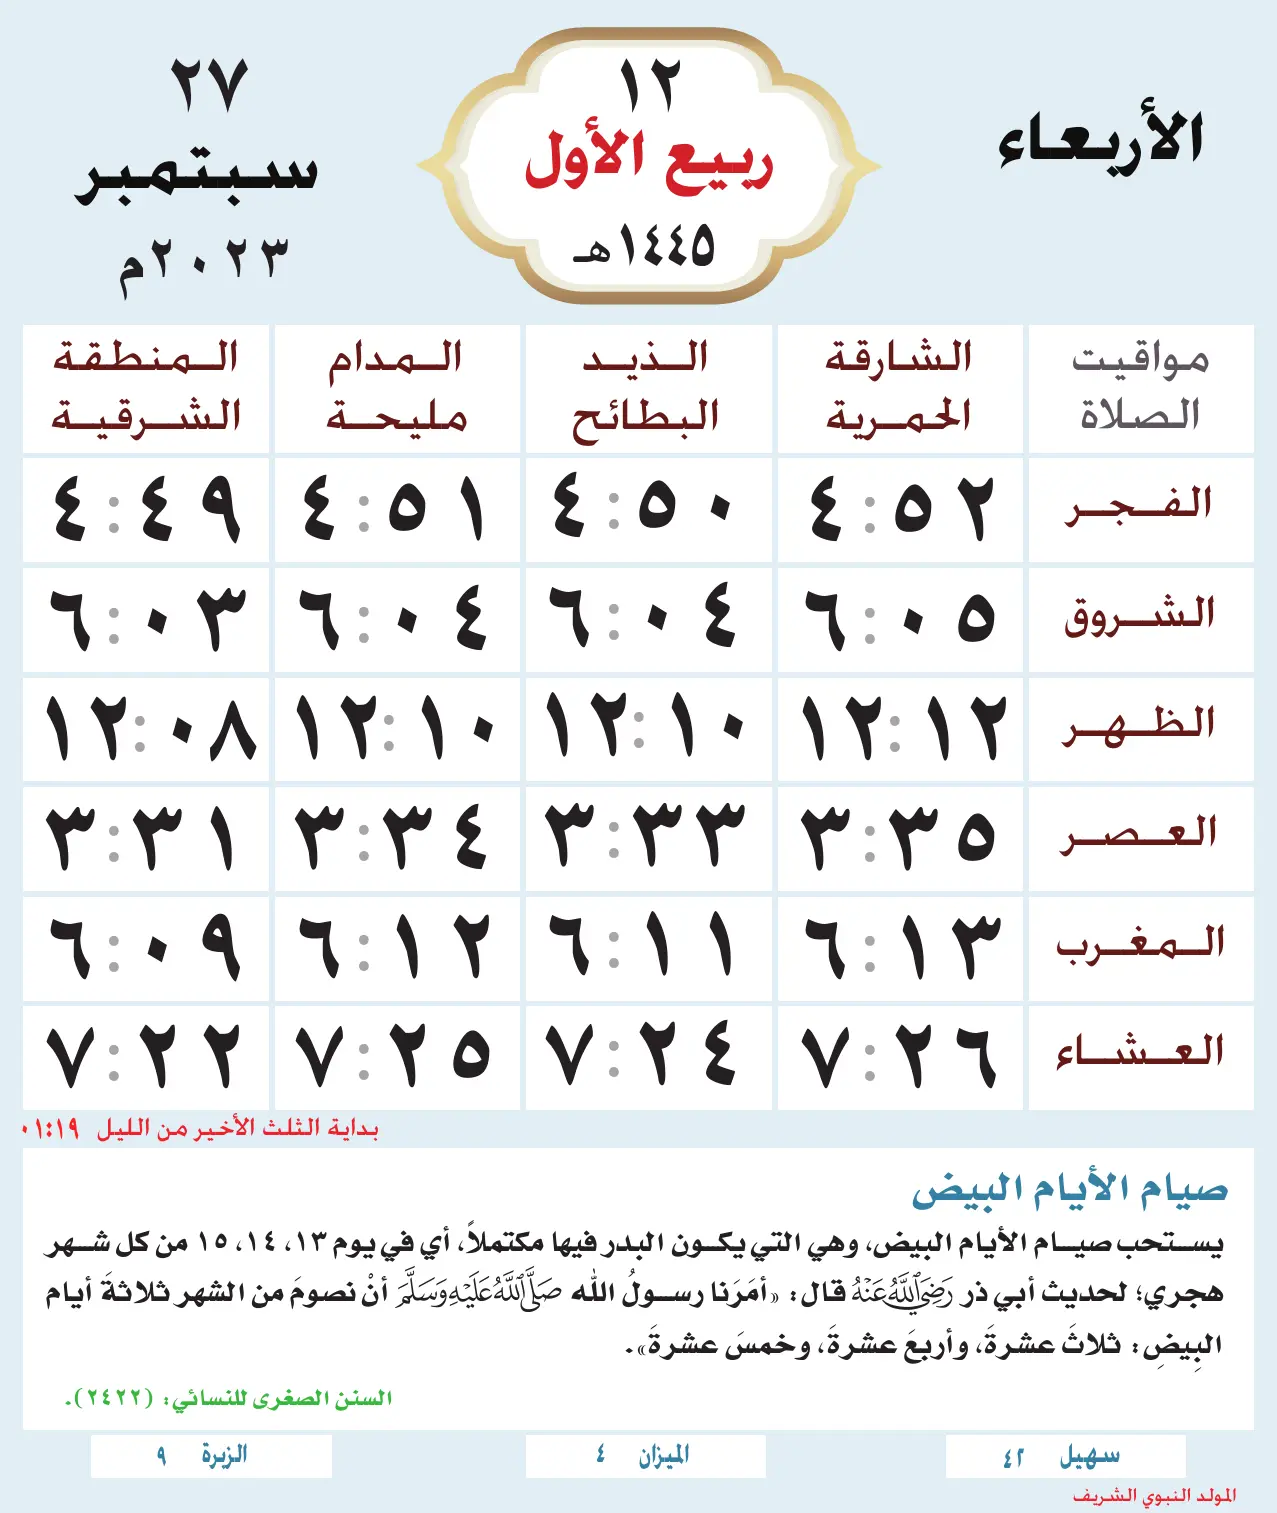 الأربعاء
١٢
ربيع الأول
١٤٤٥هـ
٢٧
سبتمبر
٢٠٢٣م
مواقيت الصلاة
الشارقة الحمرية
الذيد البطائح
المدام مليحة
المنطقة الشرقية
الفجر ٤:٥٢ ٤:٥٠ ٤:٥١ ٤:٤٩
الشروق ٦:٠٥ ٦:٠٤ ٦:٠٤ ٦:٠٣
الظهر ١٢:١٢ ١٢:١٠ ١٢:١٠ ١٢:٠٨
العصر ٣:٣٥ ٣:٣٣ ٣:٣٤ ٣:٣١
المغرب ٦:١٣ ٦:١١ ٦:١٢ ٦:٠٩
العشاء ٧:٢٦ ٧:٢٤ ٧:٢٥ ٧:٢٢
بداية الثلث الأخير من الليل ٠١:١٩
صيام الأيام البيض
يستحب صيام الأيام البيض، وهي التي يكون البدر فيها مكتملاً، أي في يوم ١٣، ١٤، ١٥ من كل شهر
هجري؛ لحديث أبي ذر رَضِيَ اللَّهُ عَنْهُ قال: «أمَرَنا رسولُ الله صَلَّى اللَّهُ عَلَيْهِ وَسَلَّمَ أنْ نصومَ من الشهر ثلاثةَ أيام
البِيضِ: ثلاثَ عشرةَ، وأربعَ عشرةَ، وخمسَ عشرةَ».
السنن الصغرى للنسائي: (٢٤٢٢).
سهيل ٤٢
الميزان ٤
الزبرة ٩
المولد النبوي الشريف